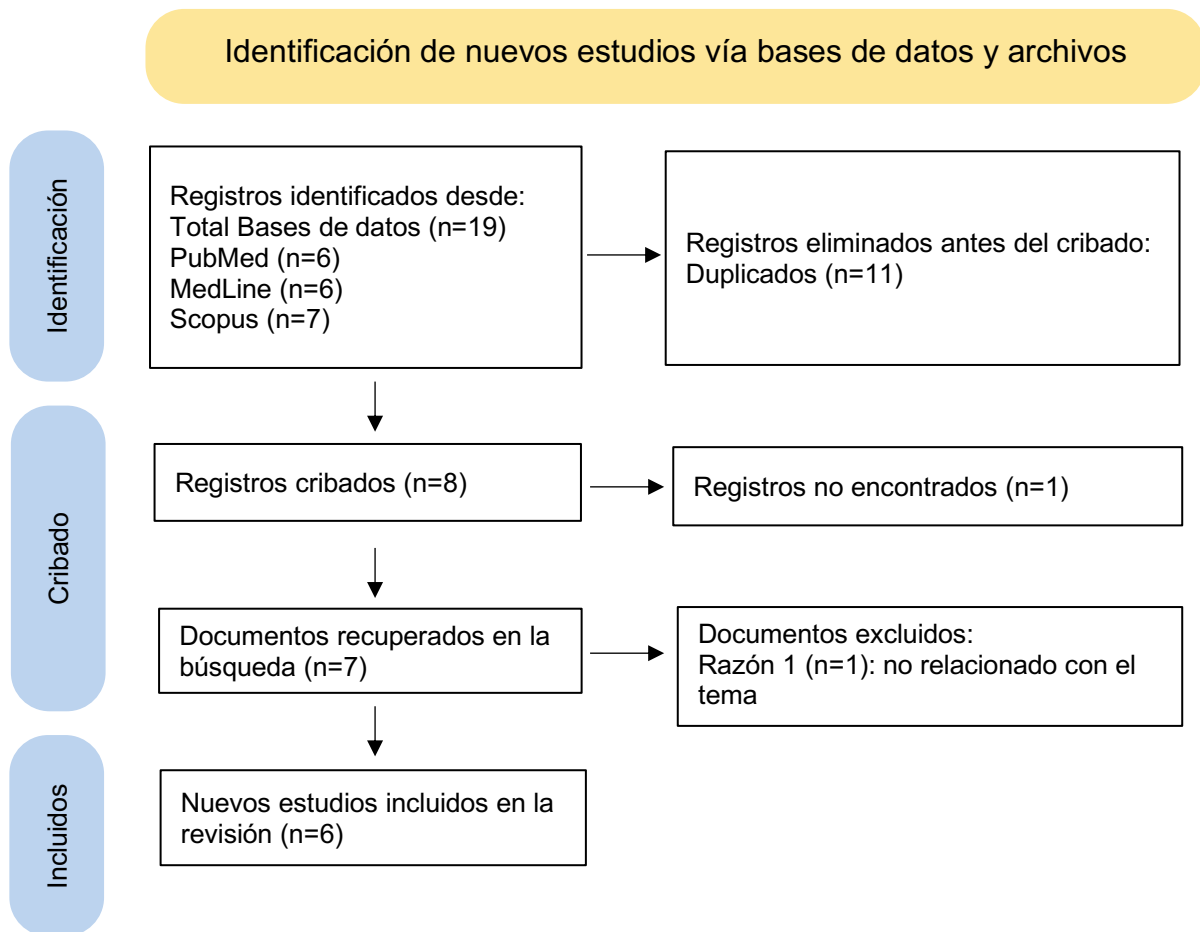 Identificación de nuevos estudios vía bases de datos y archivos
Identificación
Registros identificados desde:
Total Bases de datos (n=19)
PubMed (n=6)
MedLine (n=6)
Scopus (n=7)
Registros eliminados antes del cribado:
Duplicados (n=11)
Cribado
Registros cribados (n=8)
Registros no encontrados (n=1)
Documentos recuperados en la
búsqueda (n=7)
Documentos excluidos:
Razón 1 (n=1): no relacionado con el
tema
Incluidos
Nuevos estudios incluidos en la
revisión (n=6)